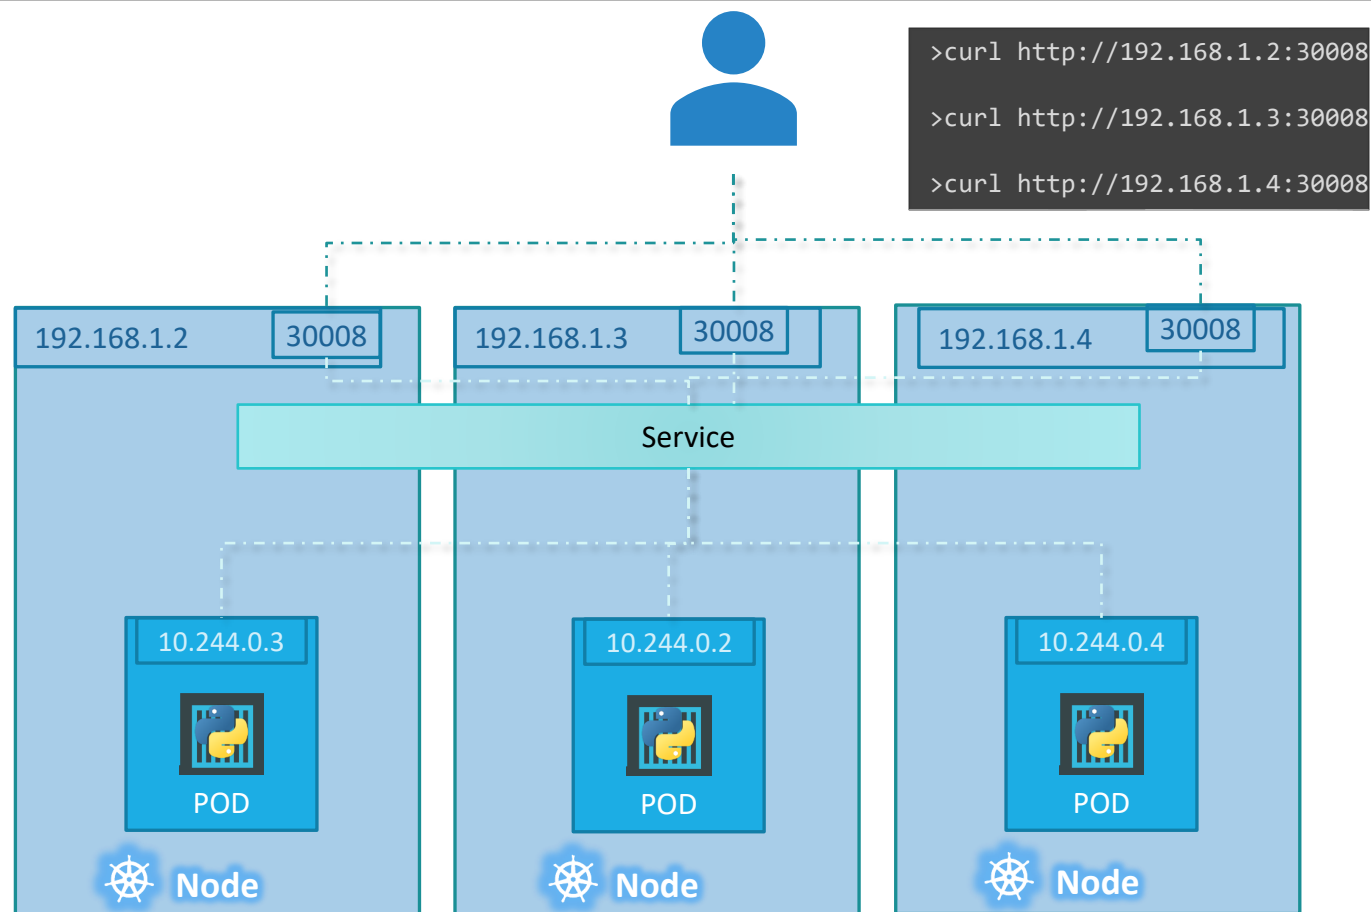 >curl http://192.168.1.2:30008
>curl http://192.168.1.3:30008
>curl http://192.168.1.4:30008
192.168.1.2
30008
192.168.1.3
30008
192.168.1.4
30008
Service
10.244.0.3
10.244.0.2
10.244.0.4
POD
POD
POD
Node
Node
Node